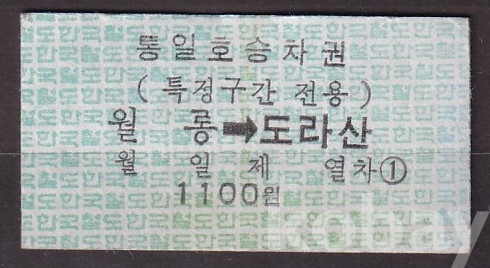 통일호승차권
( 특정구간 전용 )
월 롱 ➡ 도라산
월 일 제 열차①
1100원
kobay